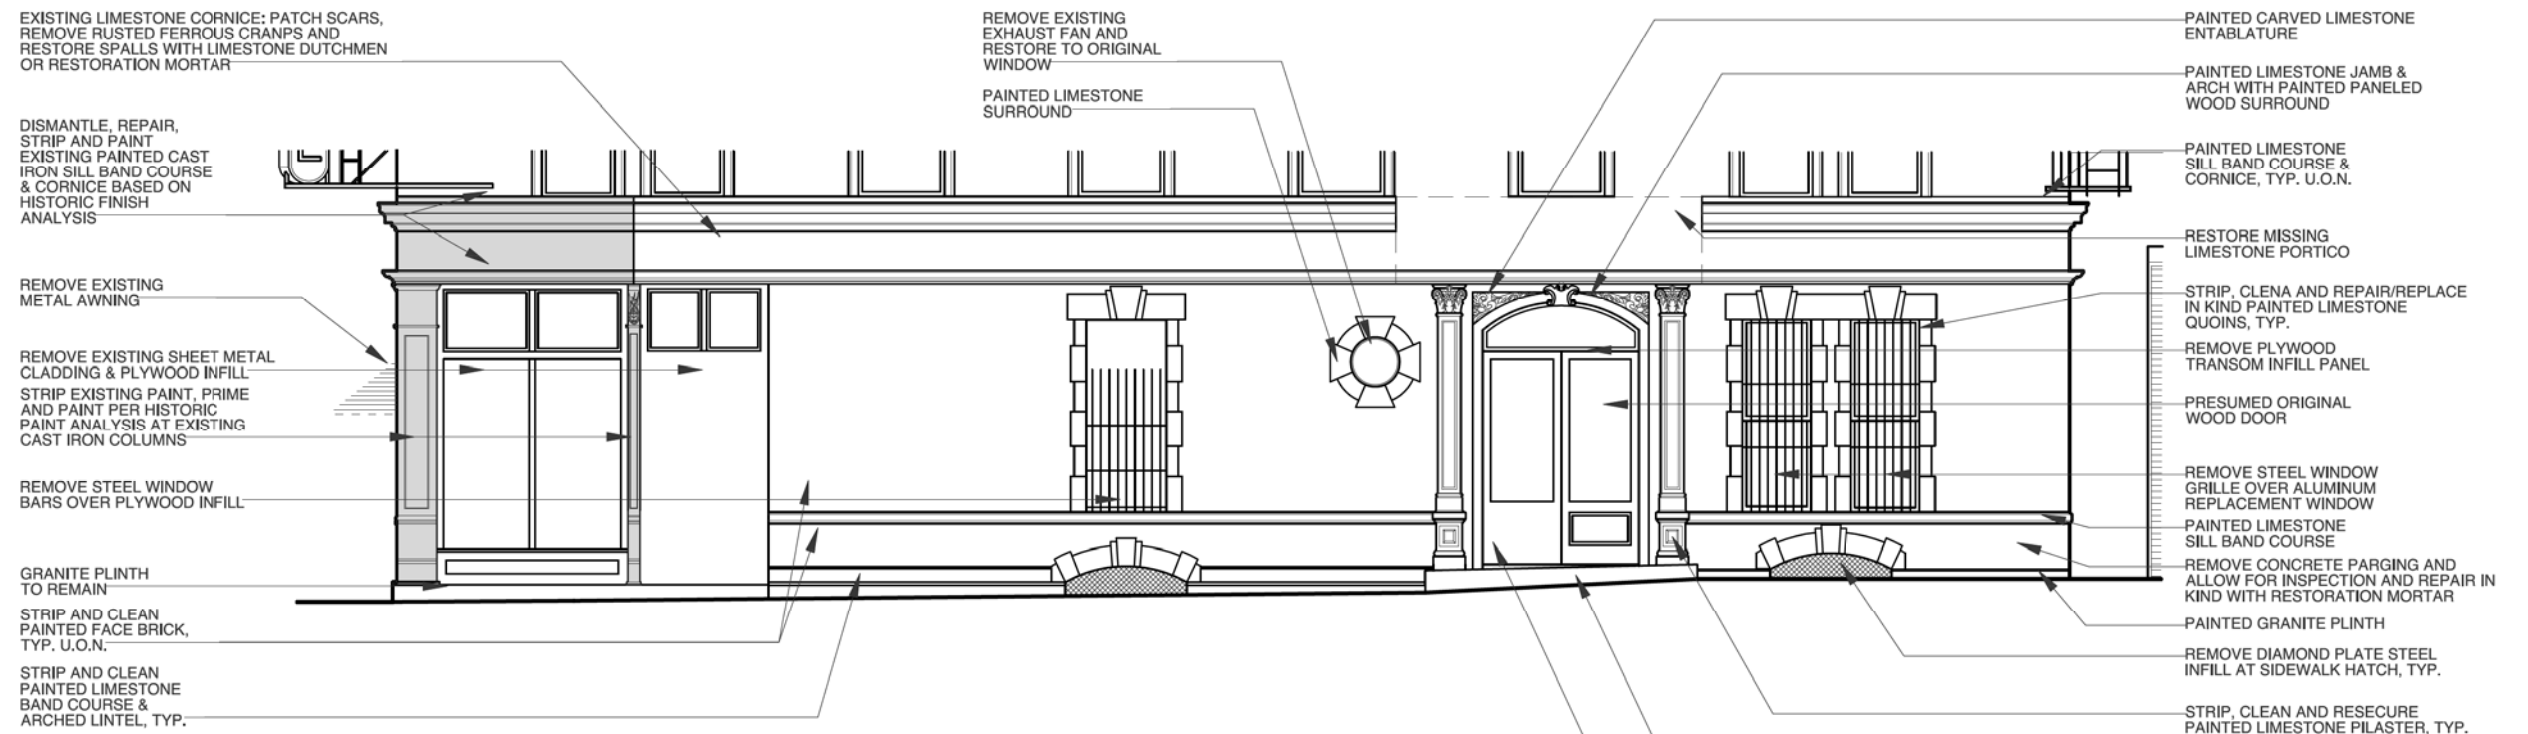 EXISTING LIMESTONE CORNICE: PATCH SCARS,
REMOVE RUSTED FERROUS CRANPS AND
RESTORE SPALLS WITH LIMESTONE DUTCHMEN
OR RESTORATION MORTAR
DISMANTLE, REPAIR,
STRIP AND PAINT
EXISTING PAINTED CAST
IRON SILL BAND COURSE
& CORNICE BASED ON
HISTORIC FINISH
ANALYSIS
REMOVE EXISTING
METAL AWNING
REMOVE EXISTING SHEET METAL
CLADDING & PLYWOOD INFILL
STRIP EXISTING PAINT, PRIME
AND PAINT PER HISTORIC
PAINT ANALYSIS AT EXISTING
CAST IRON COLUMNS
REMOVE STEEL WINDOW
BARS OVER PLYWOOD INFILL
GRANITE PLINTH
TO REMAIN
STRIP AND CLEAN
PAINTED FACE BRICK,
TYP. U.O.N.
STRIP AND CLEAN
PAINTED LIMESTONE
BAND COURSE &
ARCHED LINTEL, TYP.
REMOVE EXISTING
EXHAUST FAN AND
RESTORE TO ORIGINAL
WINDOW
PAINTED LIMESTONE
SURROUND
PAINTED CARVED LIMESTONE
ENTABLATURE
PAINTED LIMESTONE JAMB &
ARCH WITH PAINTED PANELED
WOOD SURROUND
PAINTED LIMESTONE
SILL BAND COURSE &
CORNICE, TYP. U.O.N.
RESTORE MISSING
LIMESTONE PORTICO
STRIP, CLENA AND REPAIR/REPLACE
IN KIND PAINTED LIMESTONE
QUOINS, TYP.
REMOVE PLYWOOD
TRANSOM INFILL PANEL
PRESUMED ORIGINAL
WOOD DOOR
REMOVE STEEL WINDOW
GRILLE OVER ALUMINUM
REPLACEMENT WINDOW
PAINTED LIMESTONE
SILL BAND COURSE
REMOVE CONCRETE PARGING AND
ALLOW FOR INSPECTION AND REPAIR IN
KIND WITH RESTORATION MORTAR
PAINTED GRANITE PLINTH
REMOVE DIAMOND PLATE STEEL
INFILL AT SIDEWALK HATCH, TYP.
STRIP, CLEAN AND RESECURE
PAINTED LIMESTONE PILASTER, TYP.